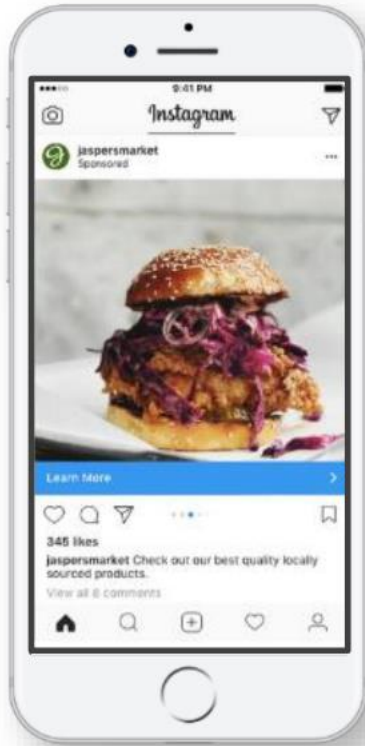 9:41 PM
Instagram
jaspersmarket
Sponsored
Learn More
345 likes
jaspersmarket Check out our best quality locally
sourced products.
View all 6 comments